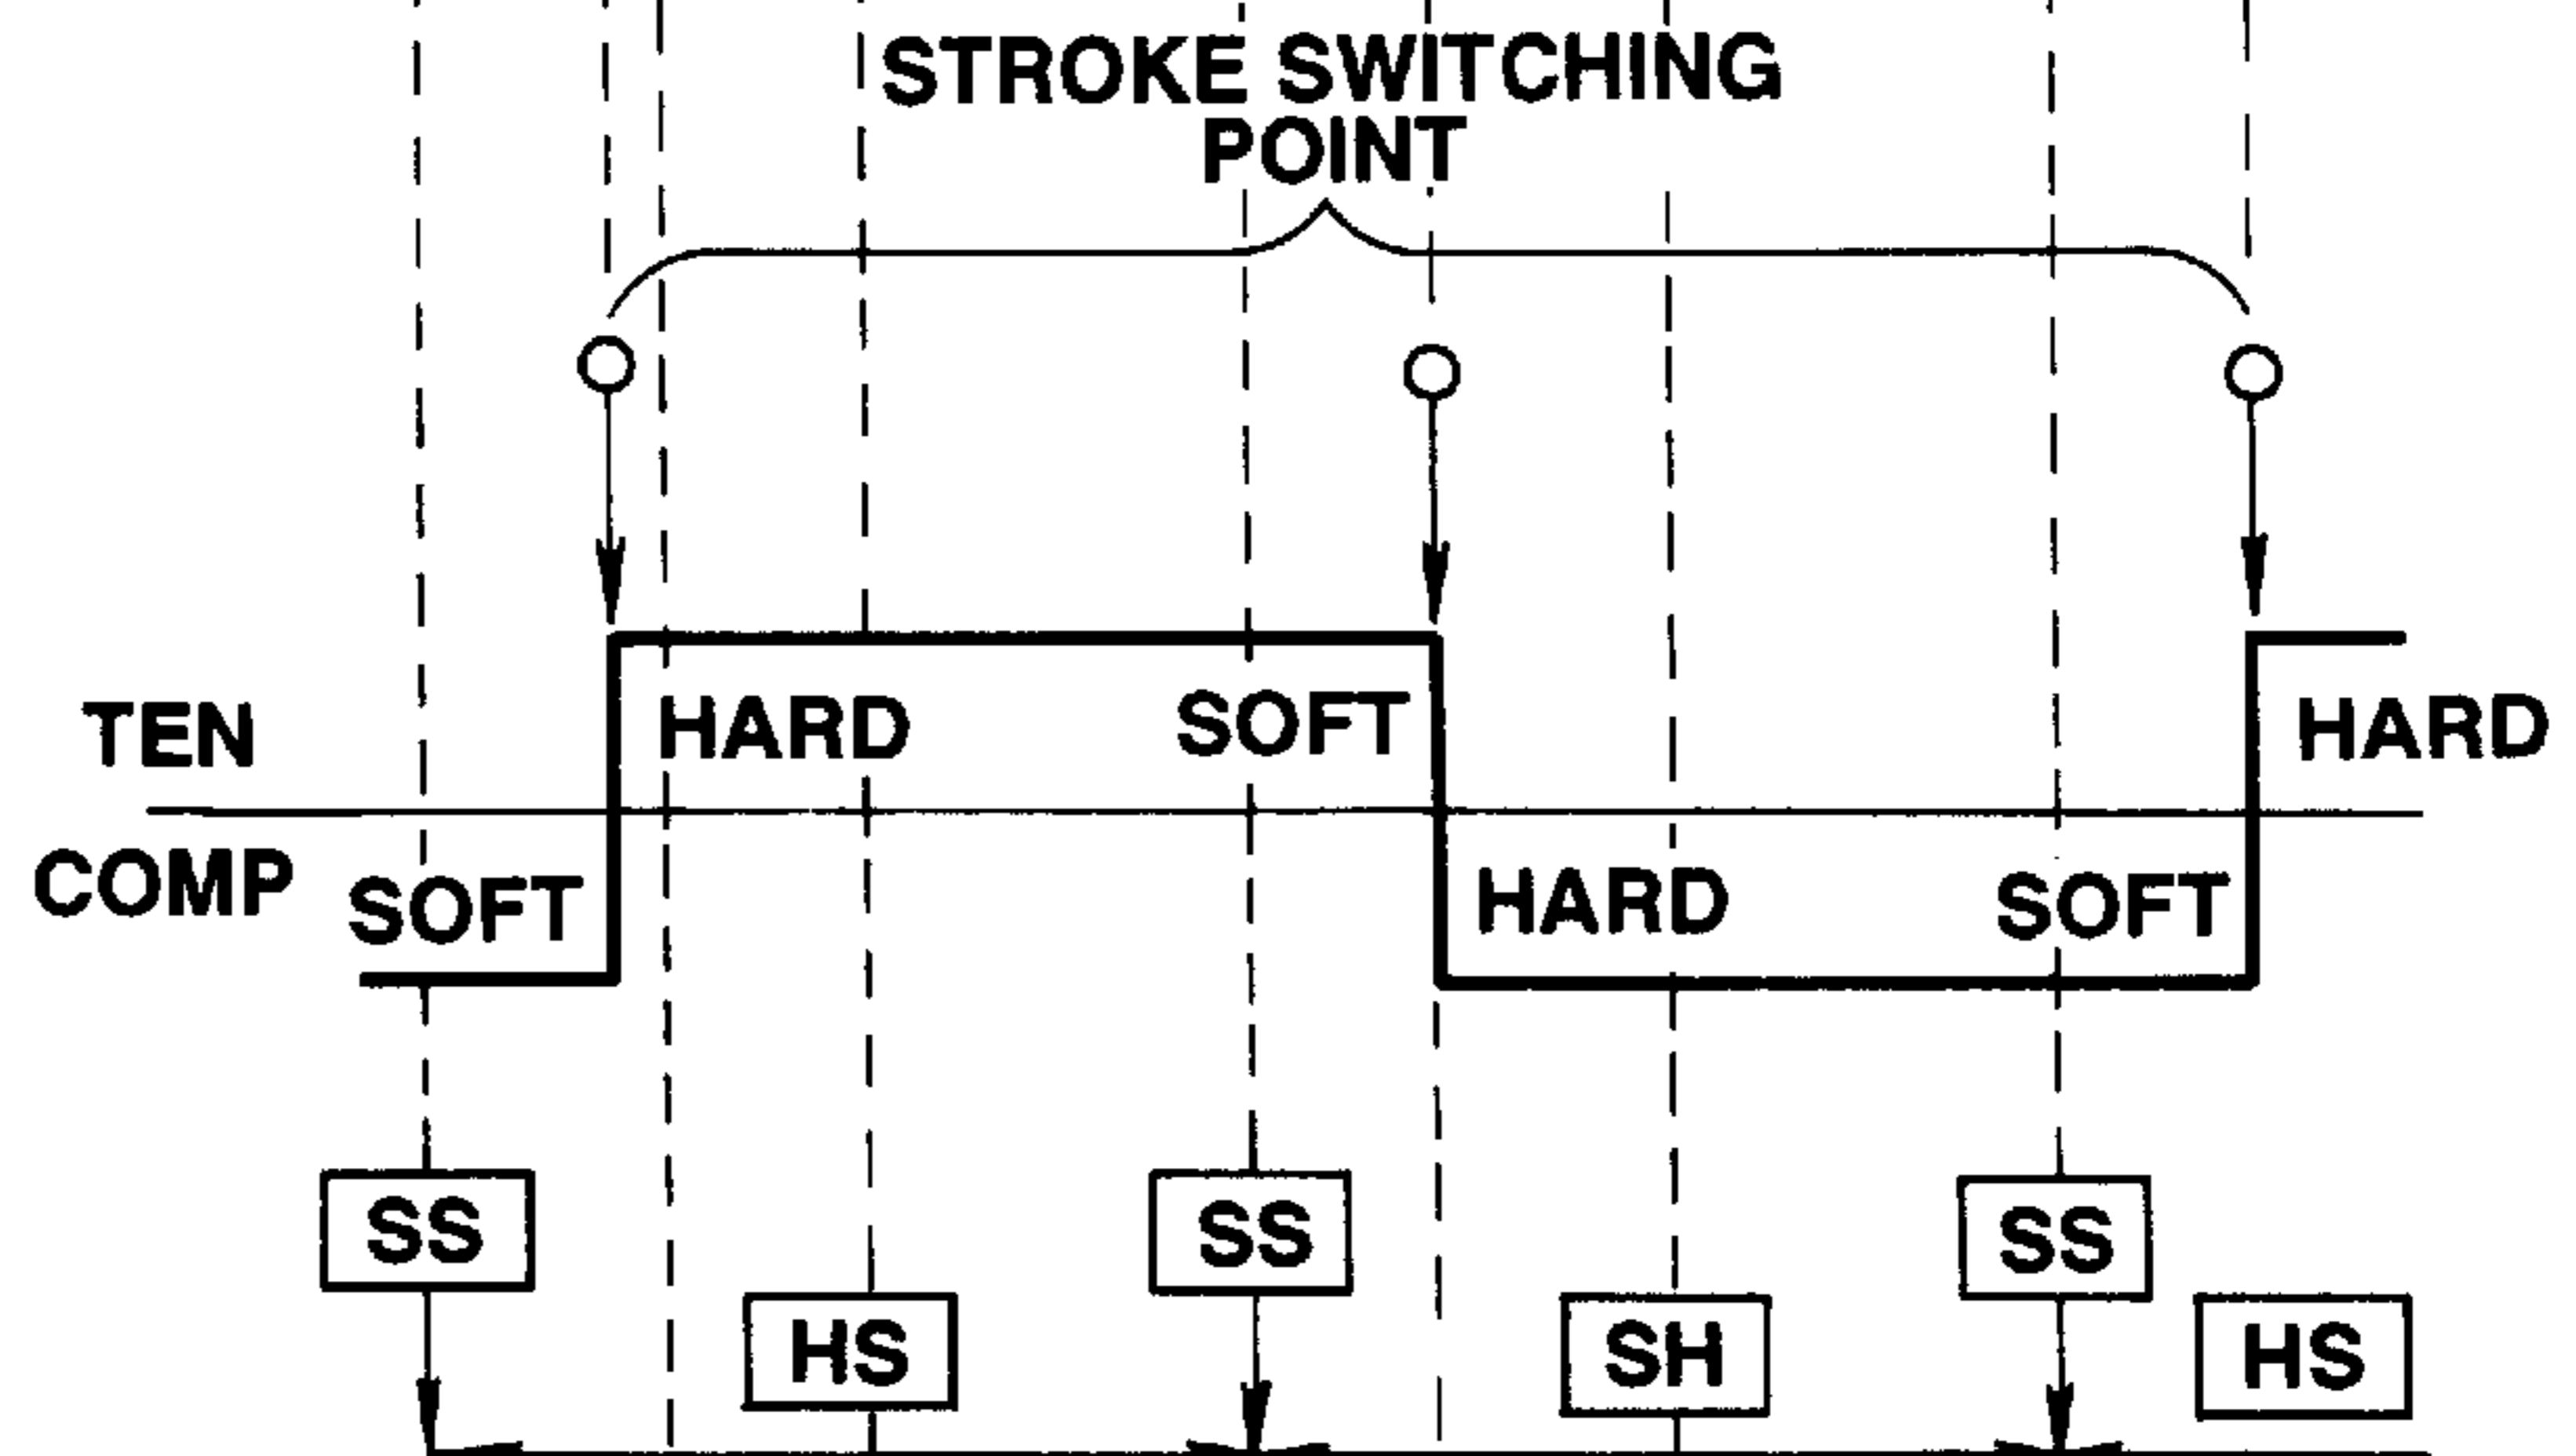 STROKE SWITCHING
POINT
TEN
HARD
SOFT
HARD
COMP
SOFT
HARD
SOFT
SS
SS
SS
HS
SH
HS